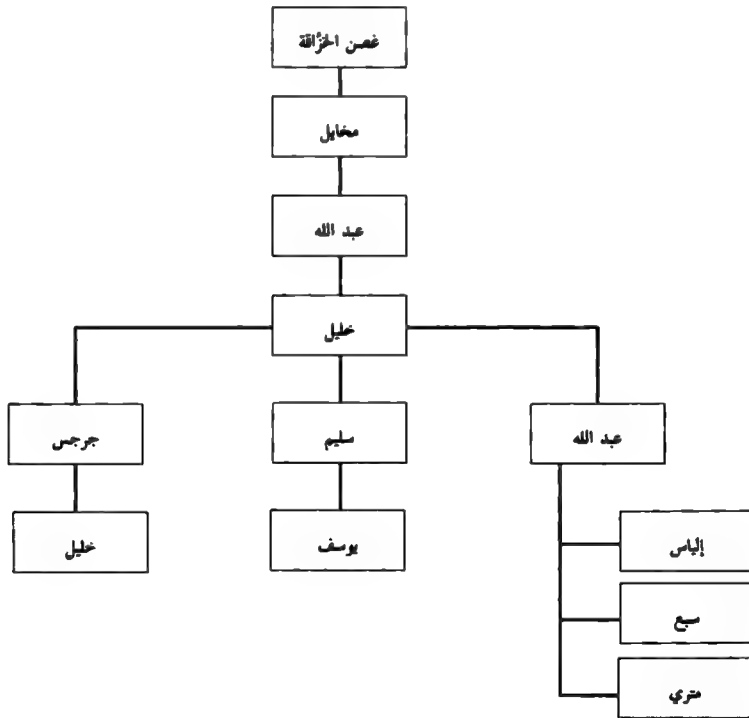 غصن الخزّاقة
مخايل
عبد الله
خليل
عبد الله
سليم
جرجس
إلياس
يوسف
خليل
سبع
متري